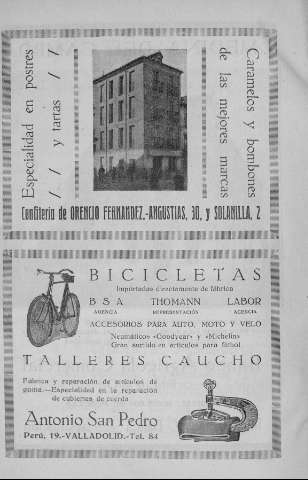 Especialidad en postres
/ / y tartas / /
Caramelos y bombones
de las mejores marcas
Confitería de ORENCIO FERNANDEZ.-ANGUSTIAS, 30, y SOLANILLA, 2
BICICLETAS
Importadas directamente de fábrica
B S A THOMANN LABOR
AGENCIA REPRESENTACIÓN AGENCIA
ACCESORIOS PARA AUTO, MOTO Y VELO
Neumáticos «Goodyear» y «Michelin»
Gran surtido en artículos para fútbol
TALLERES CAUCHO
y reparación de artículos de
goma.—Especialidad en la reparación
de cubiertas de cuerda
Antonio San Pedro
Perú, 19.-VALLADOLID.-Tel. 84